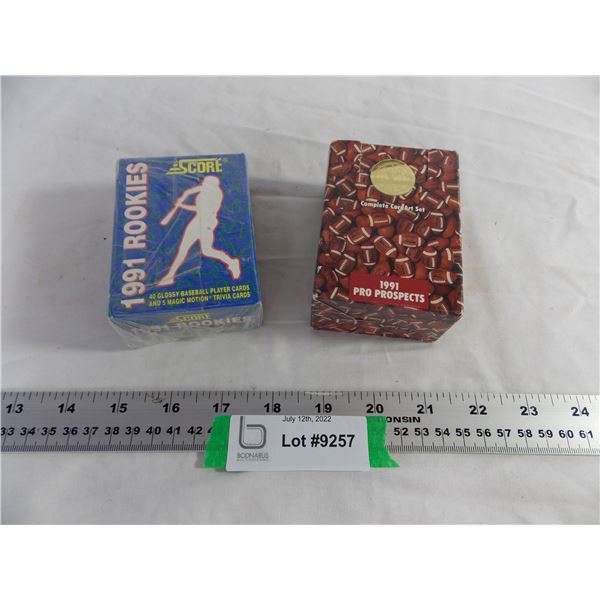 SCORE®
1991 ROOKIES
40 GLOSSY BASEBALL PLAYER CARDS
AND 5 MAGIC MOTION® TRIVIA CARDS
SCORE
1991 ROOKIES
Complete CardArt Set
1991
PRO PROSPECTS
13 14 15 16 17 18 19 20 21 22 23 24
CONSIN
33 34 35 36 37 38 39 40 41 42 52 53 54 55 56 57 58 59 60 61
July 12th, 2022
Lot #9257
BODNARUS